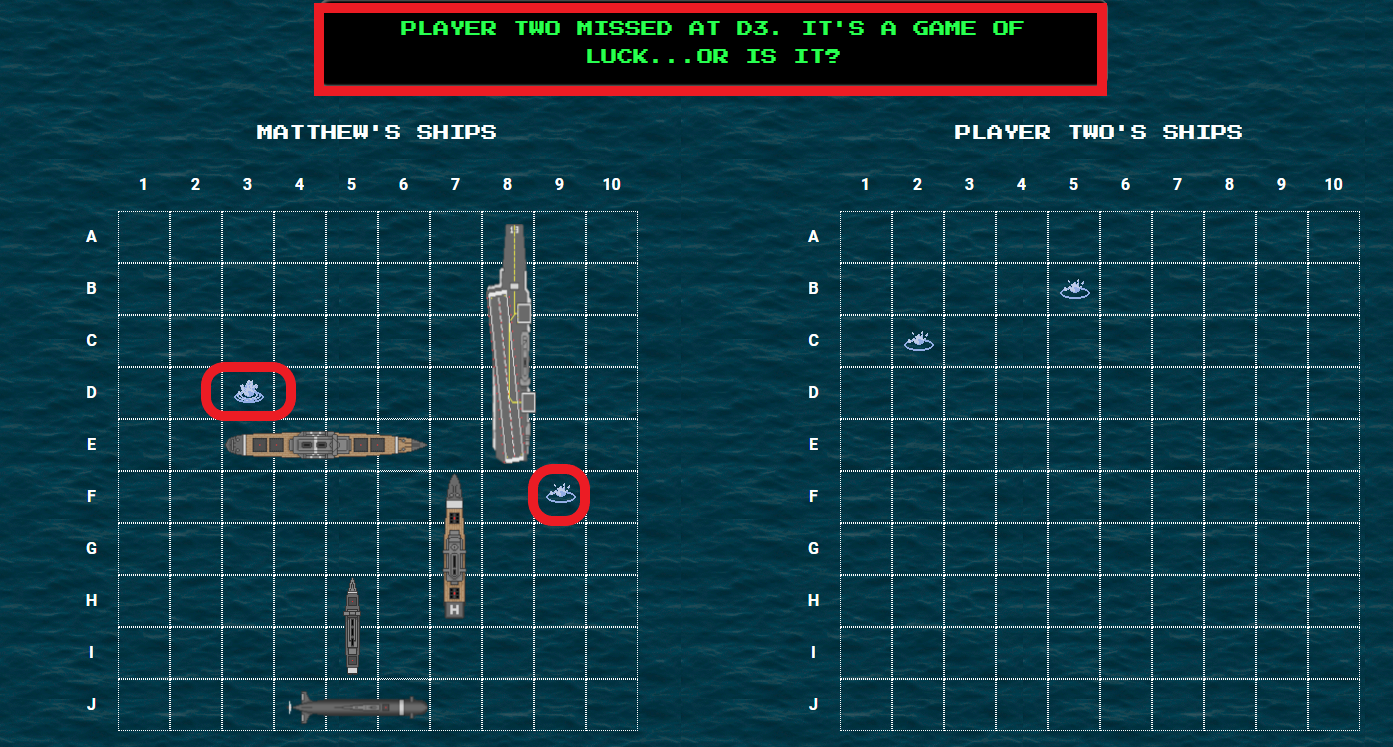 PLAYER TWO MISSED AT D3. IT'S A GAME OF
LUCK...OR IS IT?
MATTHEW'S SHIPS
1 2 3 4 5 6 7 8 9 10
A
B
C
D
E
F
G
H
I
J
H
PLAYER TWO'S SHIPS
1 2 3 4 5 6 7 8 9 10
A
B
C
D
E
F
G
H
I
J